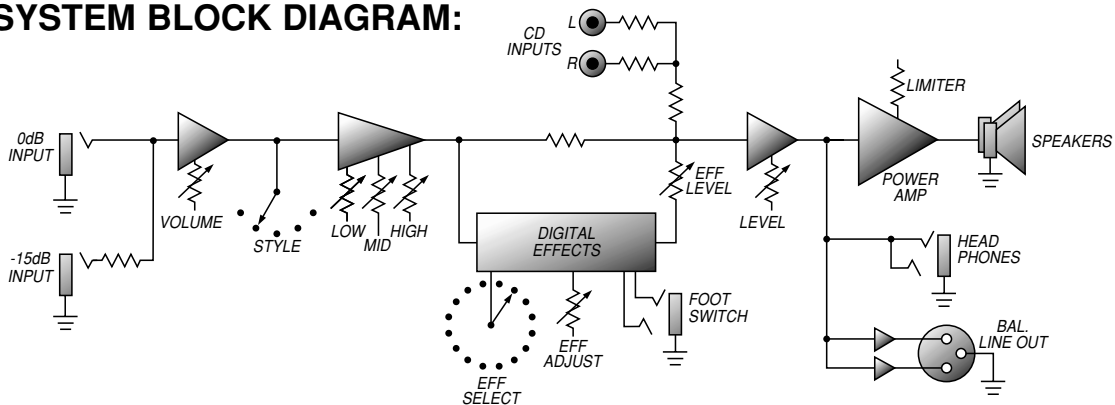 SYSTEM BLOCK DIAGRAM:
L
CD
INPUTS
R
LIMITER
0dB
INPUT
SPEAKERS
EFF
LEVEL
POWER
AMP
VOLUME
STYLE
LOW
MID
HIGH
LEVEL
DIGITAL
EFFECTS
-15dB
INPUT
HEAD
PHONES
FOOT
SWITCH
EFF
ADJUST
BAL.
LINE OUT
EFF
SELECT